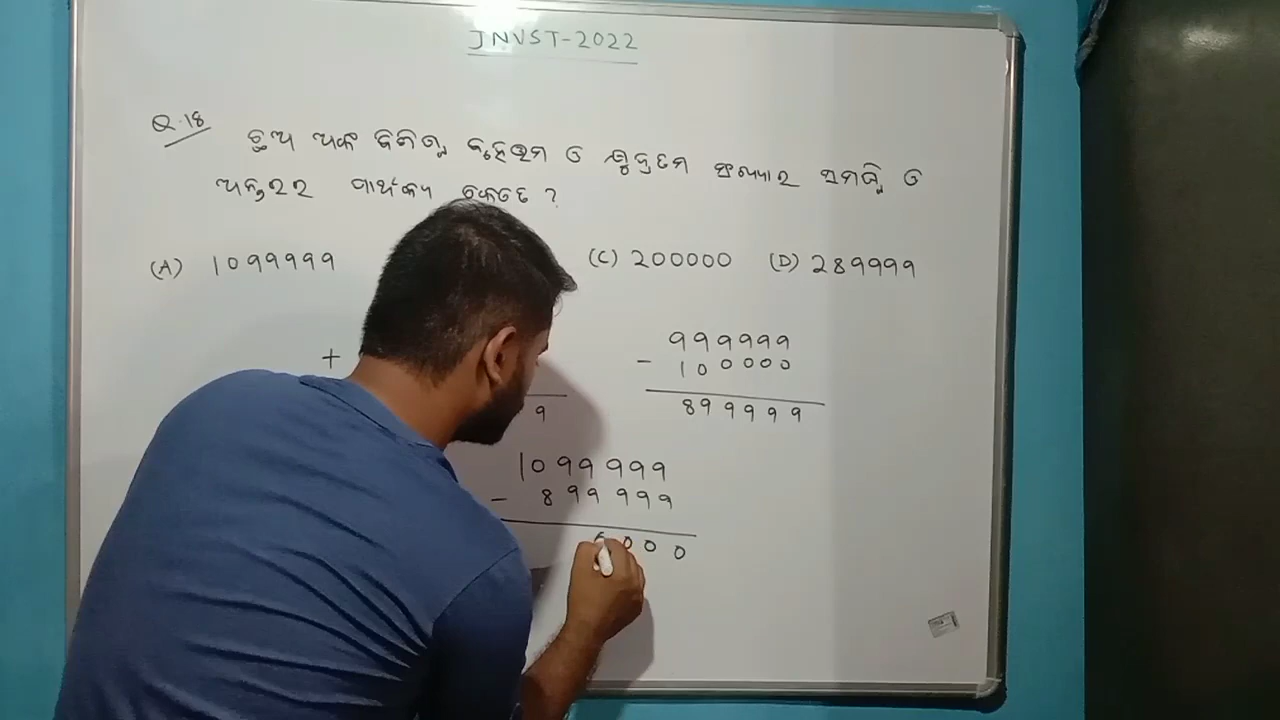 JNVST-2022
Q.18 ଛଅ ଅଙ୍କ ବିଶିଷ୍ଟ ବୃହତ୍ତମ ଓ କ୍ଷୁଦ୍ରତମ ସଂଖ୍ୟାର ସମଷ୍ଟି ଓ
ଅନ୍ତରର ପାର୍ଥକ୍ୟ କେତେ ?
(A) 1099999 (C) 200000 (D) 289999
999999
+ - 100000
9 899999
1099999
- 899999
000